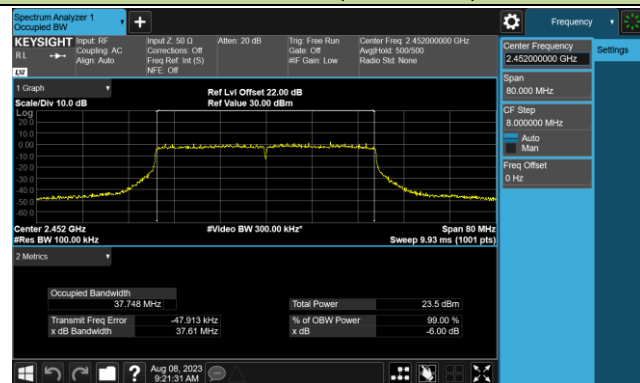 Spectrum Analyzer 1
Occupied BW
Frequency
KEYSIGHT
Input: RF
Coupling: AC
Align: Auto
Input Z: 50 Ω
Corrections: Off
Freq Ref: Int (S)
NFE: Off
Atten: 20 dB
Trig: Free Run
Gate: Off
#IF Gain: Low
Center Freq: 2.452000000 GHz
Avg|Hold: 500/500
Radio Std: None
RL
LXI
Center Frequency
2.452000000 GHz
Settings
Span
80.000 MHz
CF Step
8.000000 MHz
Auto
Man
Freq Offset
0 Hz
1 Graph
Scale/Div 10.0 dB
Ref Lvl Offset 22.00 dB
Ref Value 30.00 dBm
Log
20.0
10.0
0.00
-10.0
-20.0
-30.0
-40.0
-50.0
-60.0
Center 2.452 GHz
#Video BW 300.00 kHz*
Span 80 MHz
#Res BW 100.00 kHz
Sweep 9.93 ms (1001 pts)
2 Metrics
Occupied Bandwidth
37.748 MHz
Total Power 23.5 dBm
Transmit Freq Error -47.913 kHz
% of OBW Power 99.00 %
x dB Bandwidth 37.61 MHz
x dB -6.00 dB
Aug 08, 2023
9:21:31 AM